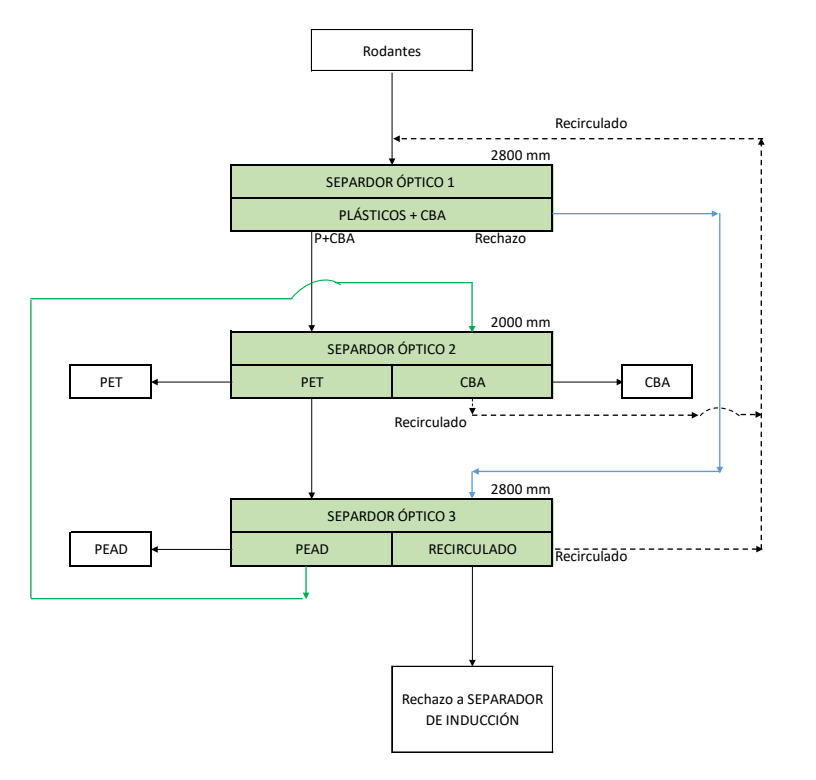 Rodantes
Recirculado
2800 mm
SEPARDOR ÓPTICO 1
PLÁSTICOS + CBA
P+CBA
Rechazo
2000 mm
SEPARDOR ÓPTICO 2
PET
PET
CBA
CBA
Recirculado
2800 mm
SEPARDOR ÓPTICO 3
PEAD
PEAD
RECIRCULADO
Recirculado
Rechazo a SEPARADOR
DE INDUCCIÓN